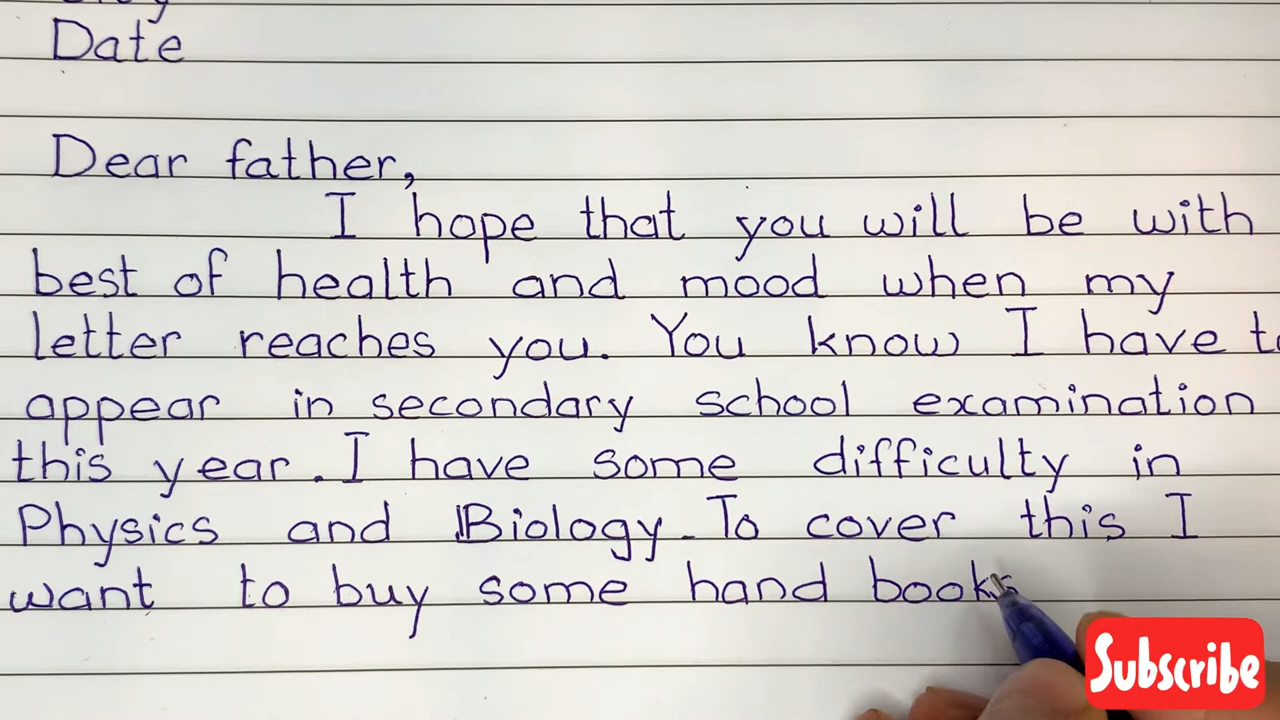 Date
Dear father,
I hope that you will be with
best of health and mood when my
letter reaches you. You know I have to
appear in secondary school examination
this year. I have some difficulty in
Physics and Biology. To cover this I
want to buy some hand books
Subscribe